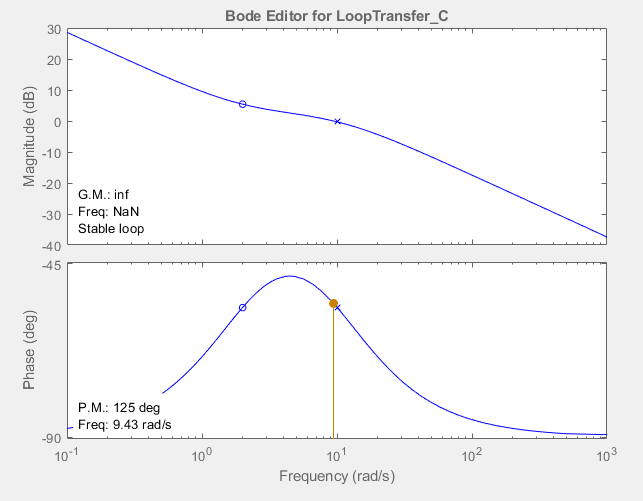 Bode Editor for LoopTransfer_C
30
20
10
0
-10
-20
-30
-40
Magnitude (dB)
G.M.: inf
Freq: NaN
Stable loop
-45
-90
Phase (deg)
P.M.: 125 deg
Freq: 9.43 rad/s
10^-1 10^0 10^1 10^2 10^3
Frequency (rad/s)